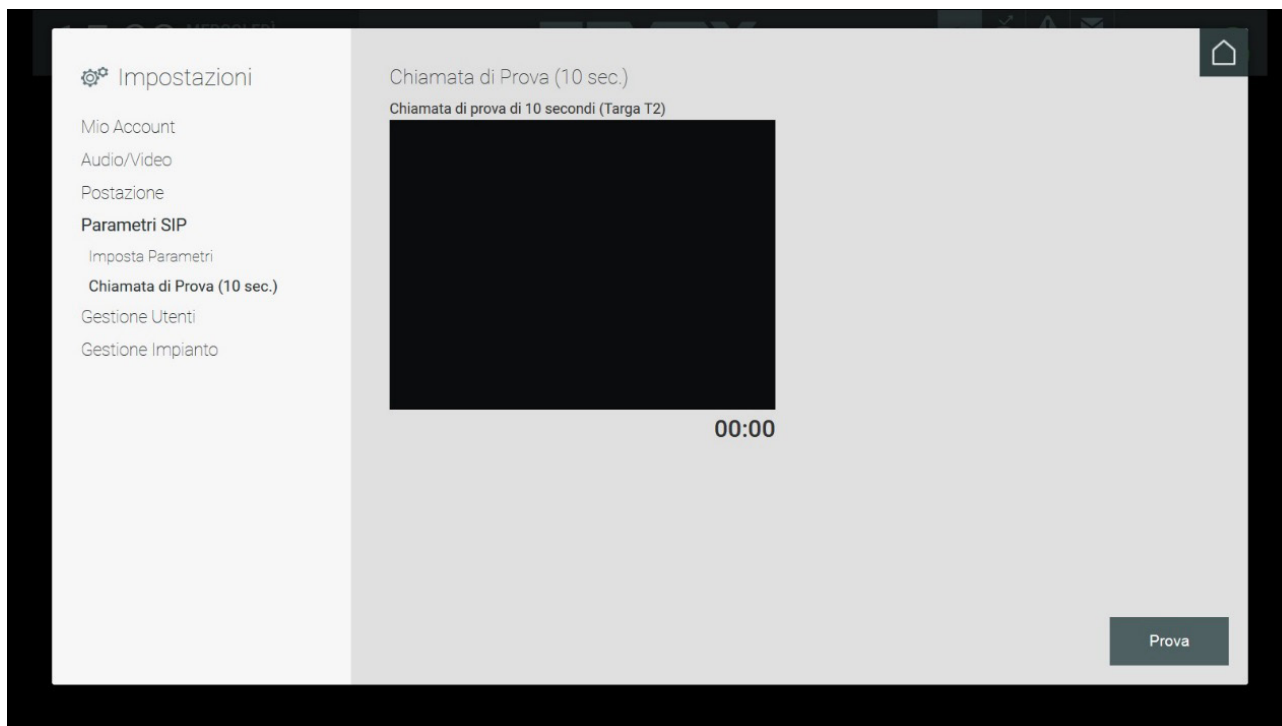 Impostazioni
Mio Account
Audio/Video
Postazione
Parametri SIP
Imposta Parametri
Chiamata di Prova (10 sec.)
Gestione Utenti
Gestione Impianto
Chiamata di Prova (10 sec.)
Chiamata di prova di 10 secondi (Targa T2)
00:00
Prova